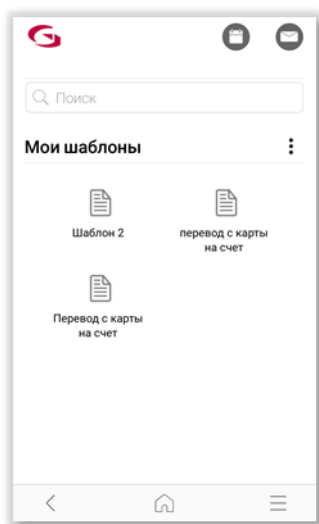 Поиск
Мои шаблоны
Шаблон 2
перевод с карты
на счет
Перевод с карты
на счет